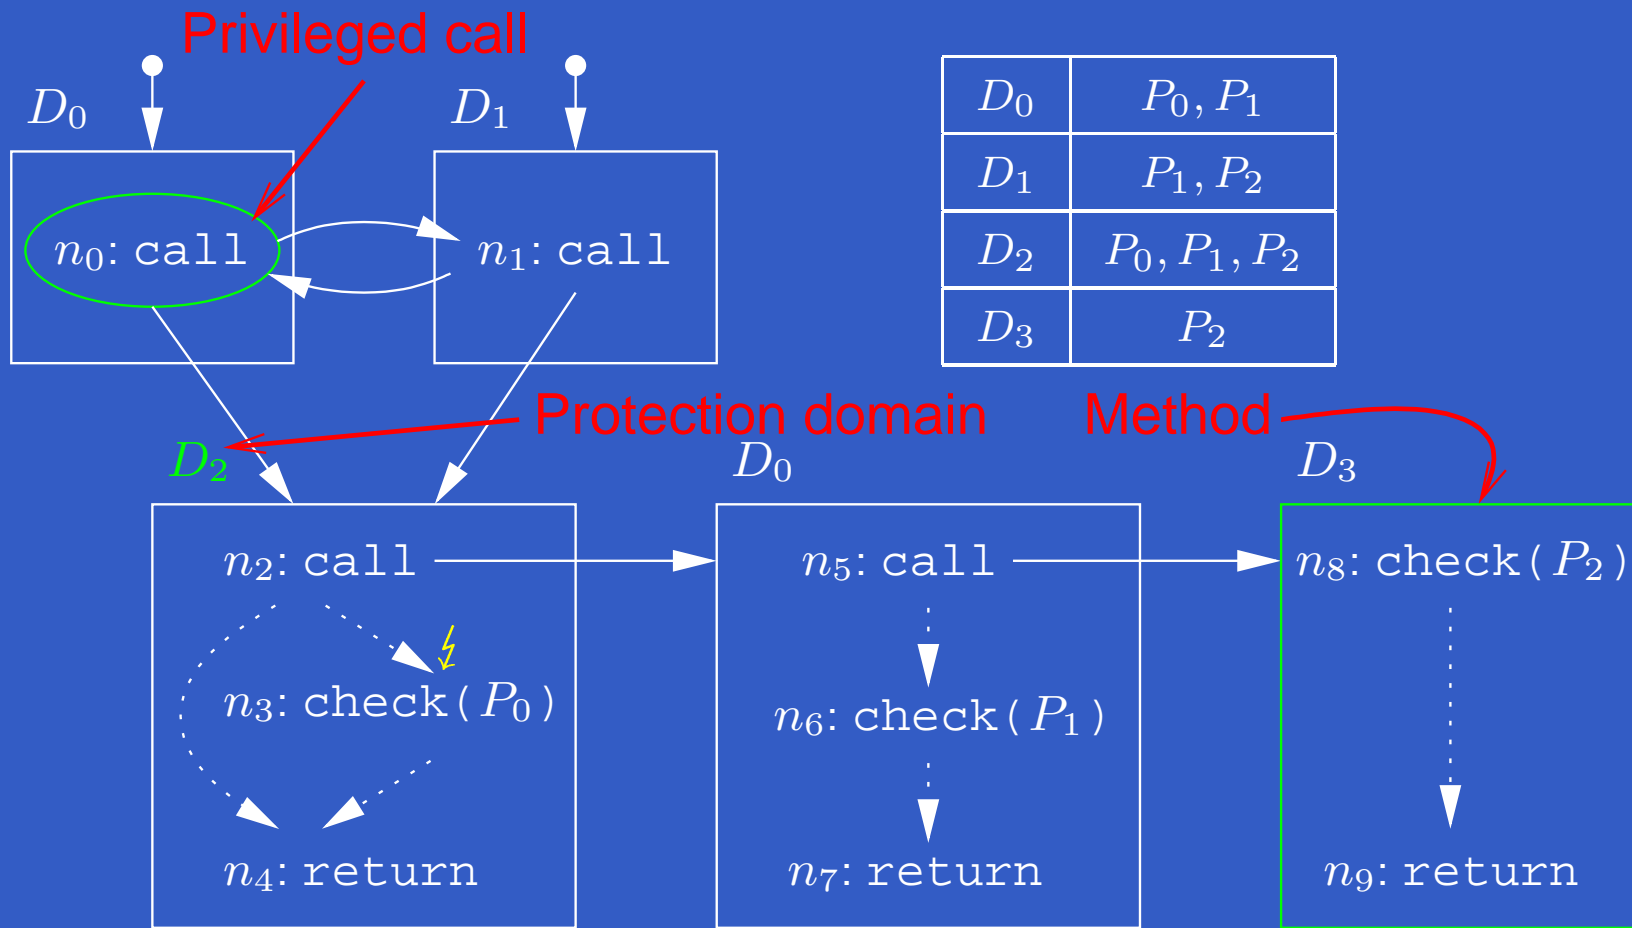 Privileged call
D₀
D₁
n₀: call
n₁: call
D₀ P₀, P₁
D₁ P₁, P₂
D₂ P₀, P₁, P₂
D₃ P₂
Protection domain
Method
D₂
D₀
D₃
n₂: call
n₃: check(P₀)
n₄: return
n₅: call
n₆: check(P₁)
n₇: return
n₈: check(P₂)
n₉: return